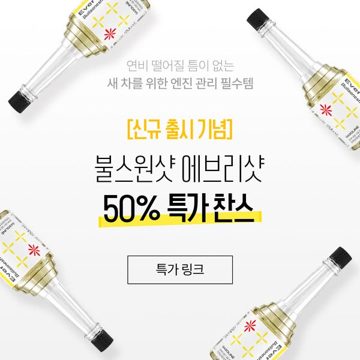 연비 떨어질 틈이 없는
새 차를 위한 엔진 관리 필수템
[신규 출시 기념]
불스원샷 에브리샷
50% 특가 찬스
특가 링크